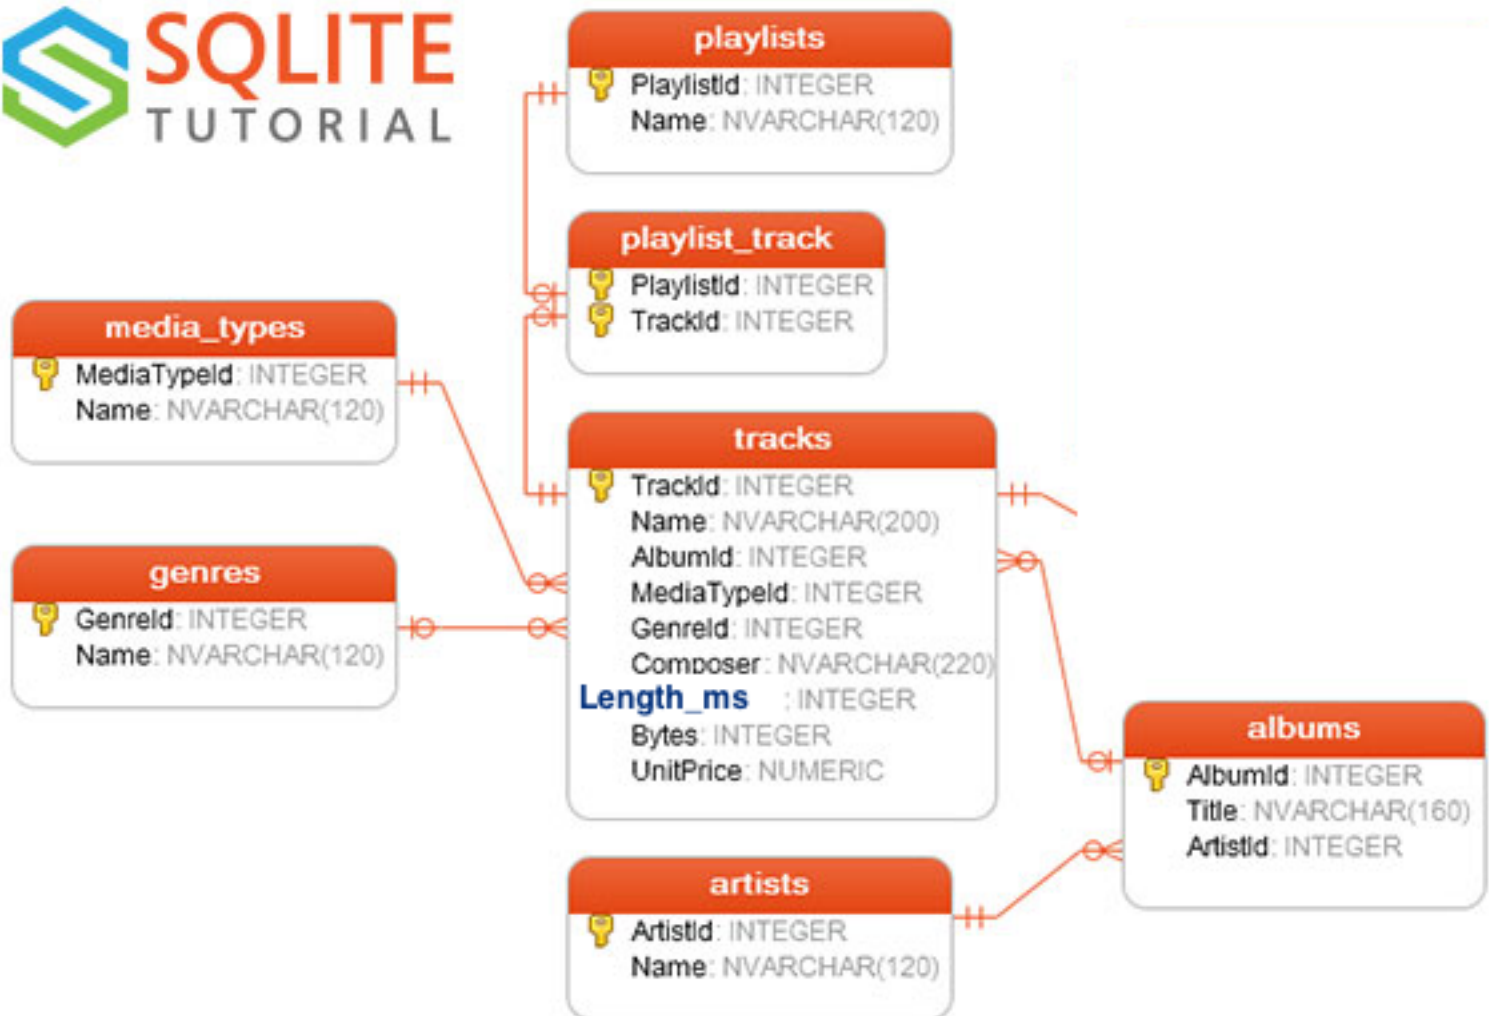 SQLITE
TUTORIAL
playlists
PlaylistId: INTEGER
Name: NVARCHAR(120)
playlist_track
PlaylistId: INTEGER
TrackId: INTEGER
media_types
MediaTypeId: INTEGER
Name: NVARCHAR(120)
genres
GenreId: INTEGER
Name: NVARCHAR(120)
tracks
TrackId: INTEGER
Name: NVARCHAR(200)
AlbumId: INTEGER
MediaTypeId: INTEGER
GenreId: INTEGER
Composer: NVARCHAR(220)
Length_ms : INTEGER
Bytes: INTEGER
UnitPrice: NUMERIC
albums
AlbumId: INTEGER
Title: NVARCHAR(160)
ArtistId: INTEGER
artists
ArtistId: INTEGER
Name: NVARCHAR(120)